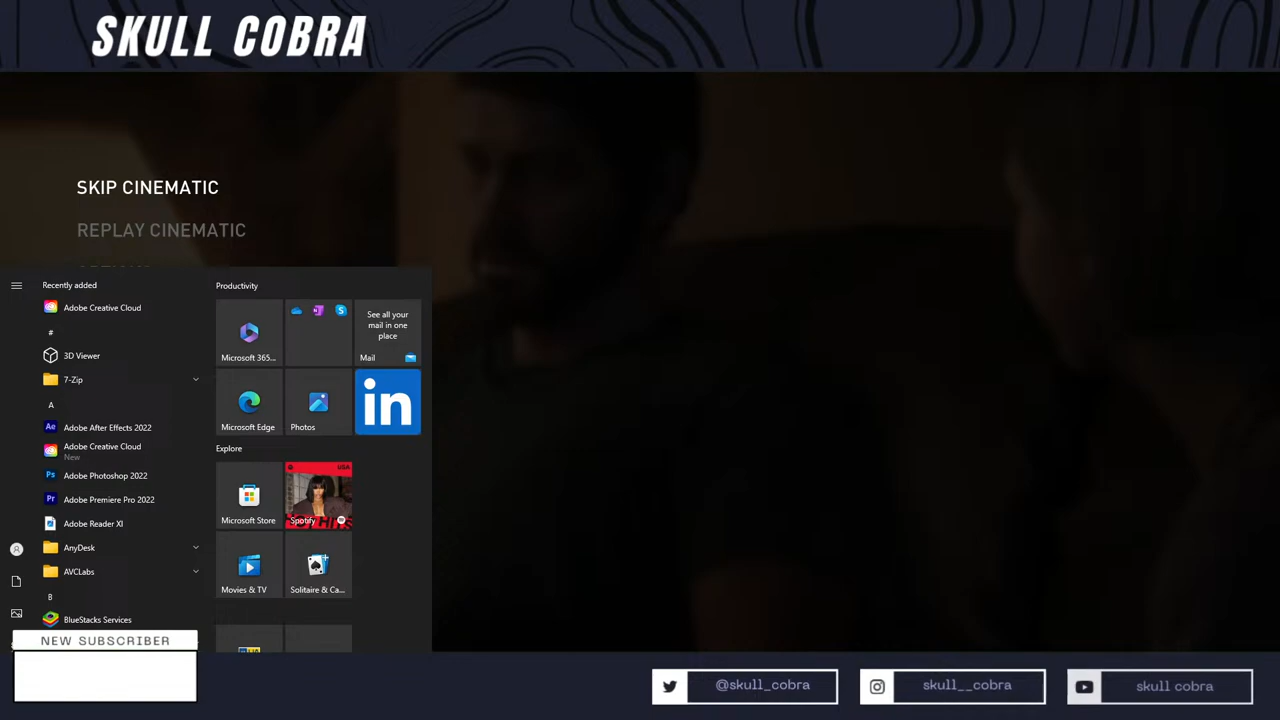 SKULL COBRA
SKIP CINEMATIC
REPLAY CINEMATIC
Recently added
Adobe Creative Cloud
#
3D Viewer
7-Zip
A
Adobe After Effects 2022
Adobe Creative Cloud
New
Adobe Photoshop 2022
Adobe Premiere Pro 2022
Adobe Reader XI
AnyDesk
AVCLabs
B
BlueStacks Services
Productivity
See all your
mail in one
place
Microsoft 365...
Mail
Microsoft Edge
Photos
in
Explore
USA
Microsoft Store
Spotify
Movies & TV
Solitaire & Ca...
NEW SUBSCRIBER
@skull_cobra
skull__cobra
skull cobra